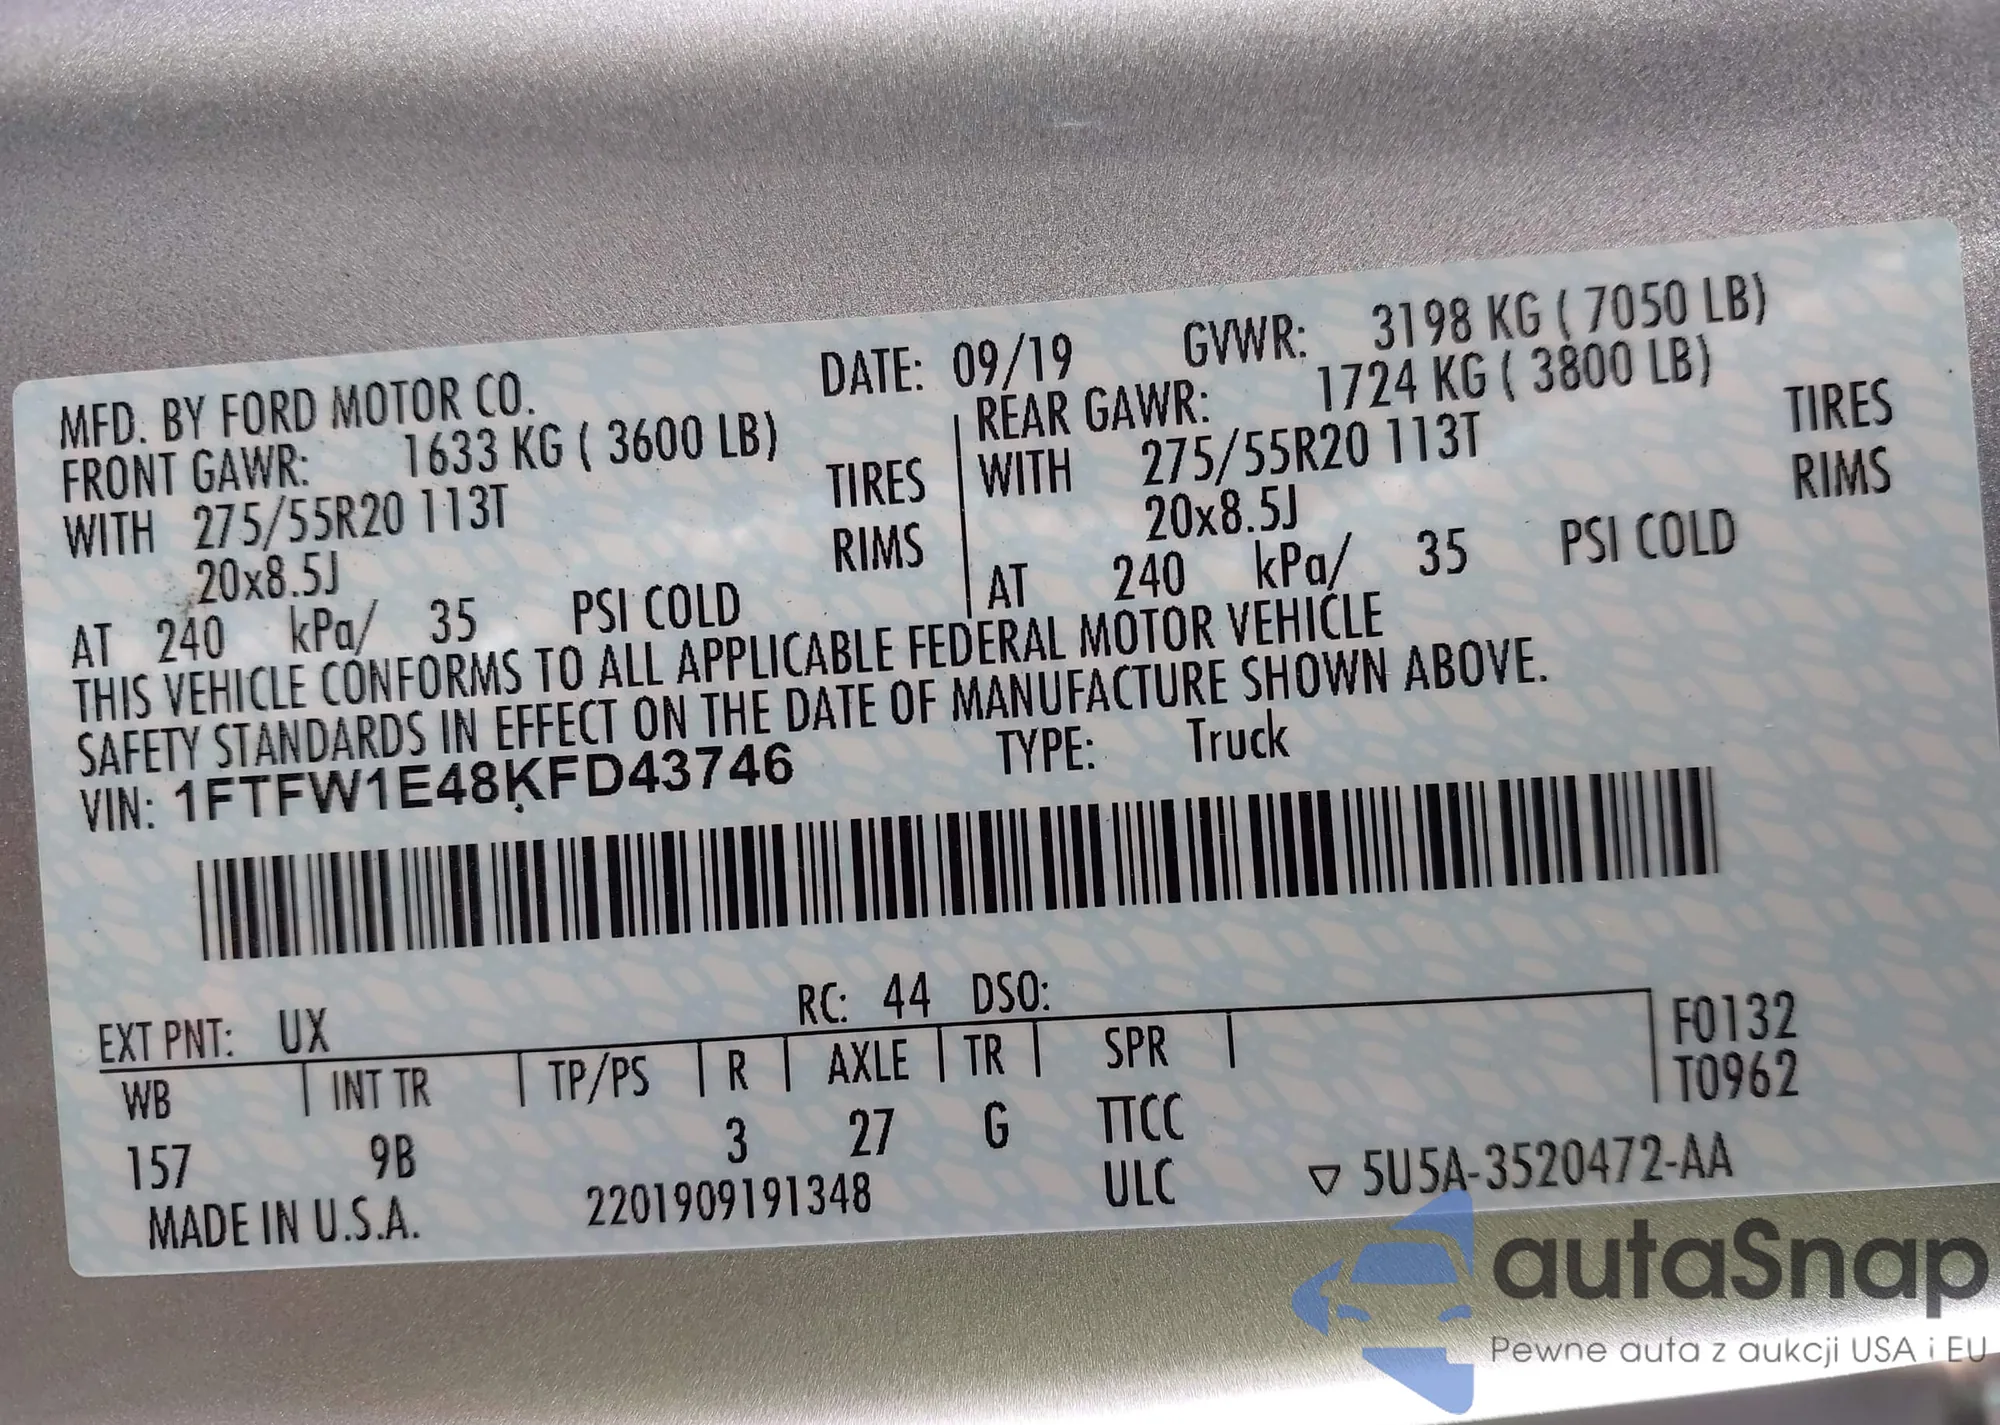 MFD. BY FORD MOTOR CO. DATE: 09/19 GVWR: 3198 KG ( 7050 LB)
FRONT GAWR: 1633 KG ( 3600 LB) REAR GAWR: 1724 KG ( 3800 LB)
WITH 275/55R20 113T TIRES WITH 275/55R20 113T TIRES
20x8.5J RIMS 20x8.5J RIMS
AT 240 kPa/ 35 PSI COLD AT 240 kPa/ 35 PSI COLD
THIS VEHICLE CONFORMS TO ALL APPLICABLE FEDERAL MOTOR VEHICLE
SAFETY STANDARDS IN EFFECT ON THE DATE OF MANUFACTURE SHOWN ABOVE.
VIN: 1FTFW1E48KFD43746 TYPE: Truck
EXT PNT: UX RC: 44 DSO:
WB INT TR TP/PS R AXLE TR SPR F0132
T0962
157 9B 3 27 G TTCC
ULC
MADE IN U.S.A. 2201909191348 ▽ 5U5A-3520472-AA
autaSnap
Pewne auta z aukcji USA i EU